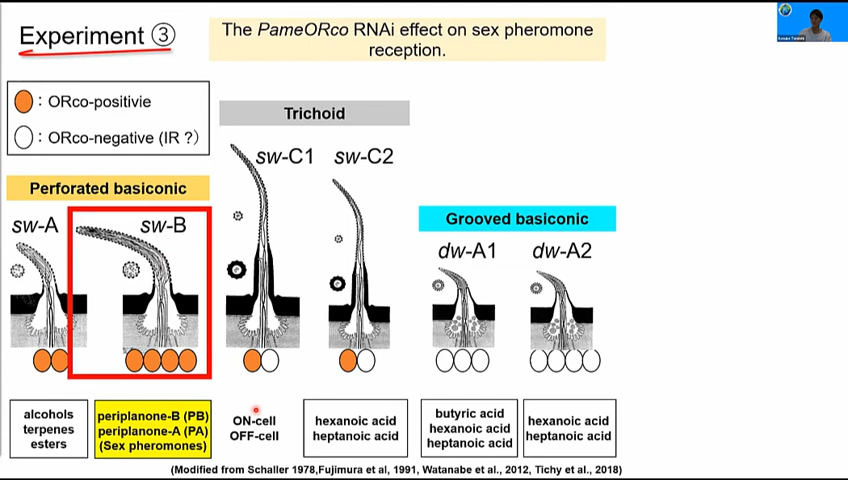 Experiment ③
The PameORco RNAi effect on sex pheromone
reception.
: ORco-positivie
: ORco-negative (IR ?)
Trichoid
sw-C1
sw-C2
Perforated basiconic
sw-A
sw-B
Grooved basiconic
dw-A1
dw-A2
alcohols
terpenes
esters
periplanone-B (PB)
periplanone-A (PA)
(Sex pheromones)
ON-cell
OFF-cell
hexanoic acid
heptanoic acid
butyric acid
hexanoic acid
heptanoic acid
hexanoic acid
heptanoic acid
(Modified from Schaller 1978,Fujimura et al, 1991, Watanabe et al., 2012, Tichy et al., 2018)